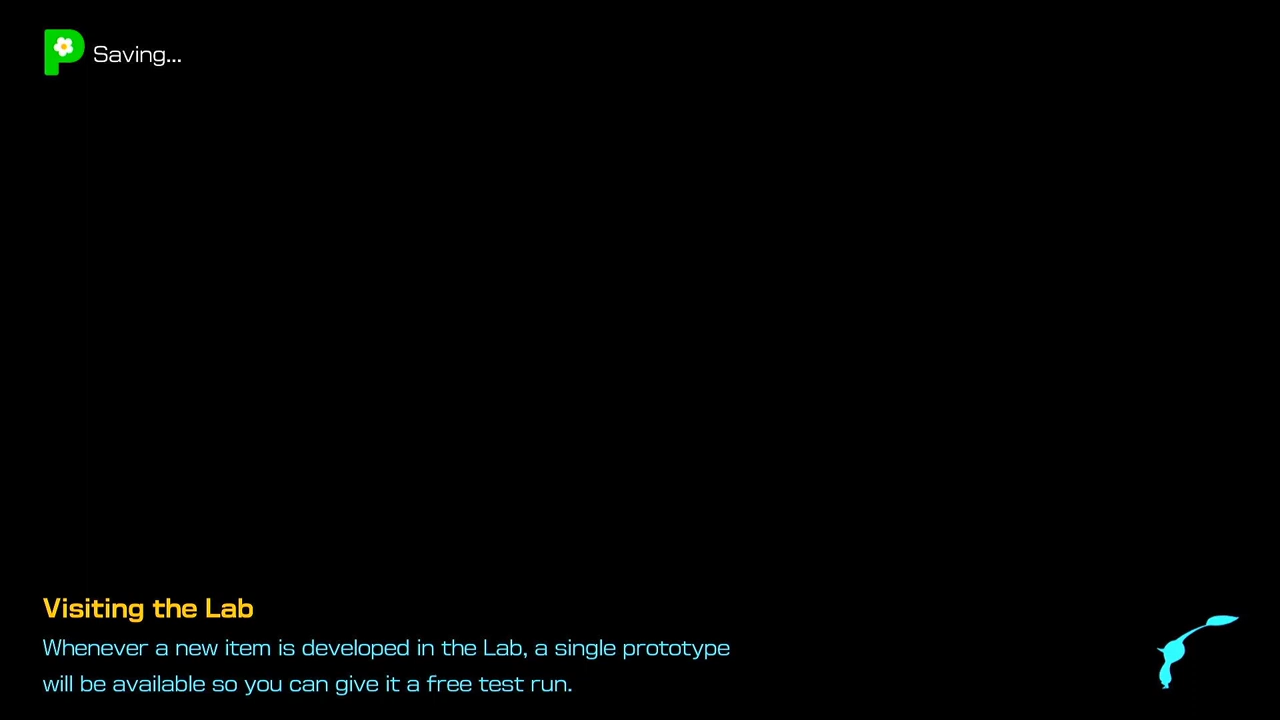 Saving...
Visiting the Lab
Whenever a new item is developed in the Lab, a single prototype
will be available so you can give it a free test run.